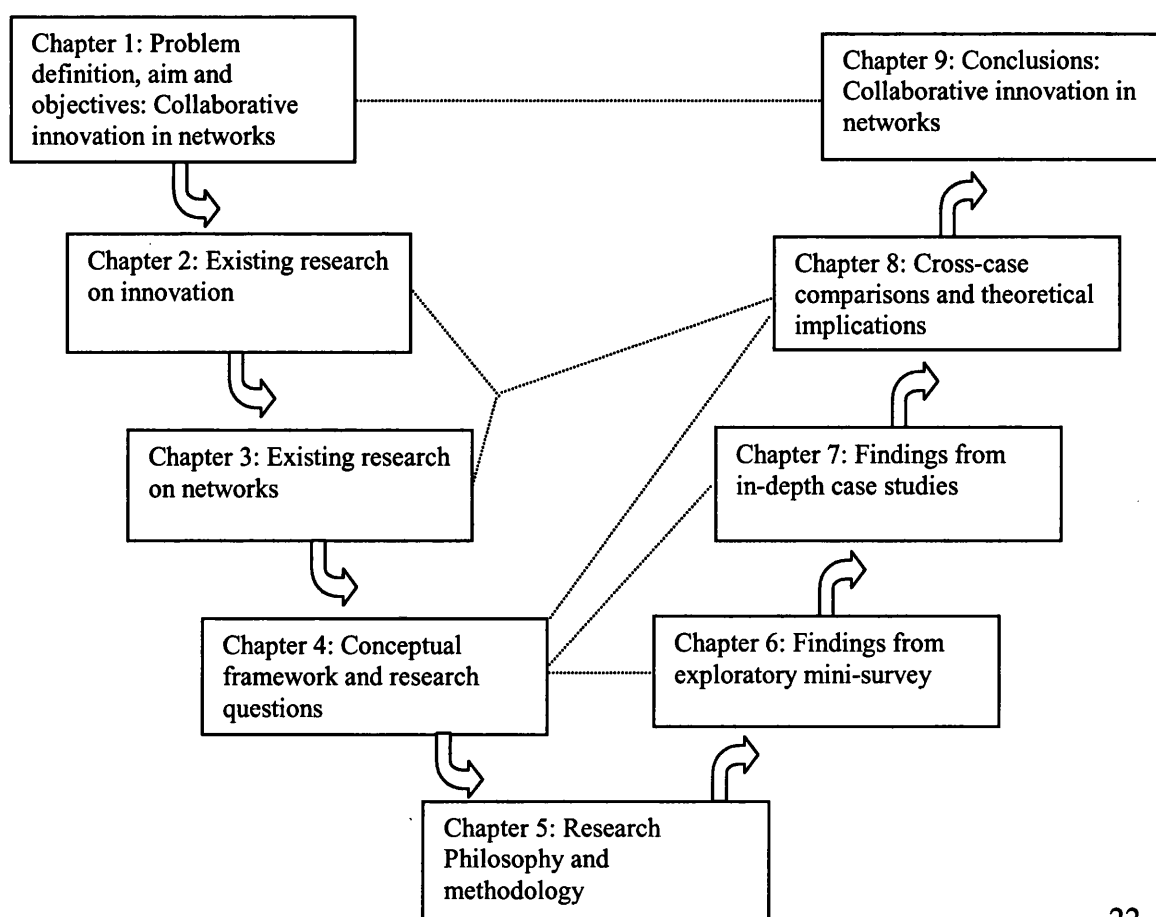 Chapter 1: Problem
definition, aim and
objectives: Collaborative
innovation in networks
Chapter 2: Existing research
on innovation
Chapter 3: Existing research
on networks
Chapter 4: Conceptual
framework and research
questions
Chapter 5: Research
Philosophy and
methodology
Chapter 6: Findings from
exploratory mini-survey
Chapter 7: Findings from
in-depth case studies
Chapter 8: Cross-case
comparisons and theoretical
implications
Chapter 9: Conclusions:
Collaborative innovation in
networks